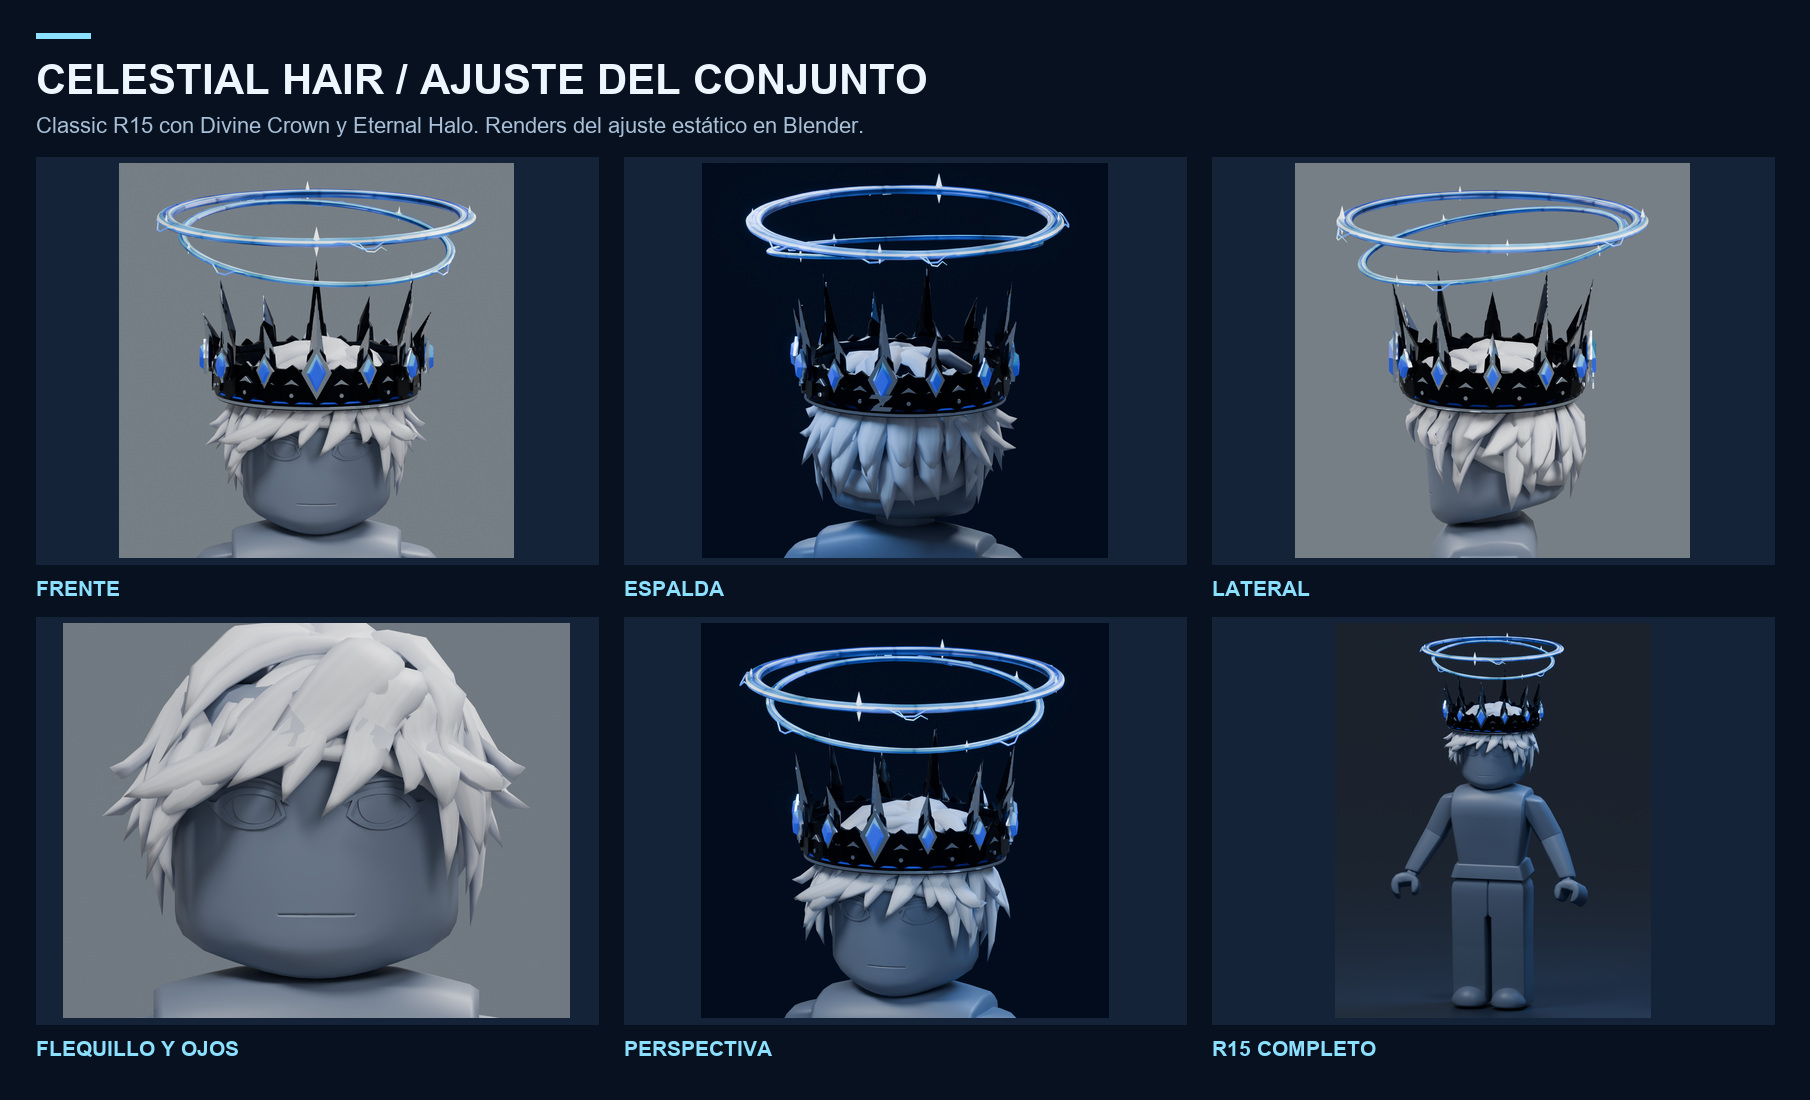 CELESTIAL HAIR / AJUSTE DEL CONJUNTO
Classic R15 con Divine Crown y Eternal Halo. Renders del ajuste estático en Blender.
FRENTE
ESPALDA
LATERAL
FLEQUILLO Y OJOS
PERSPECTIVA
R15 COMPLETO